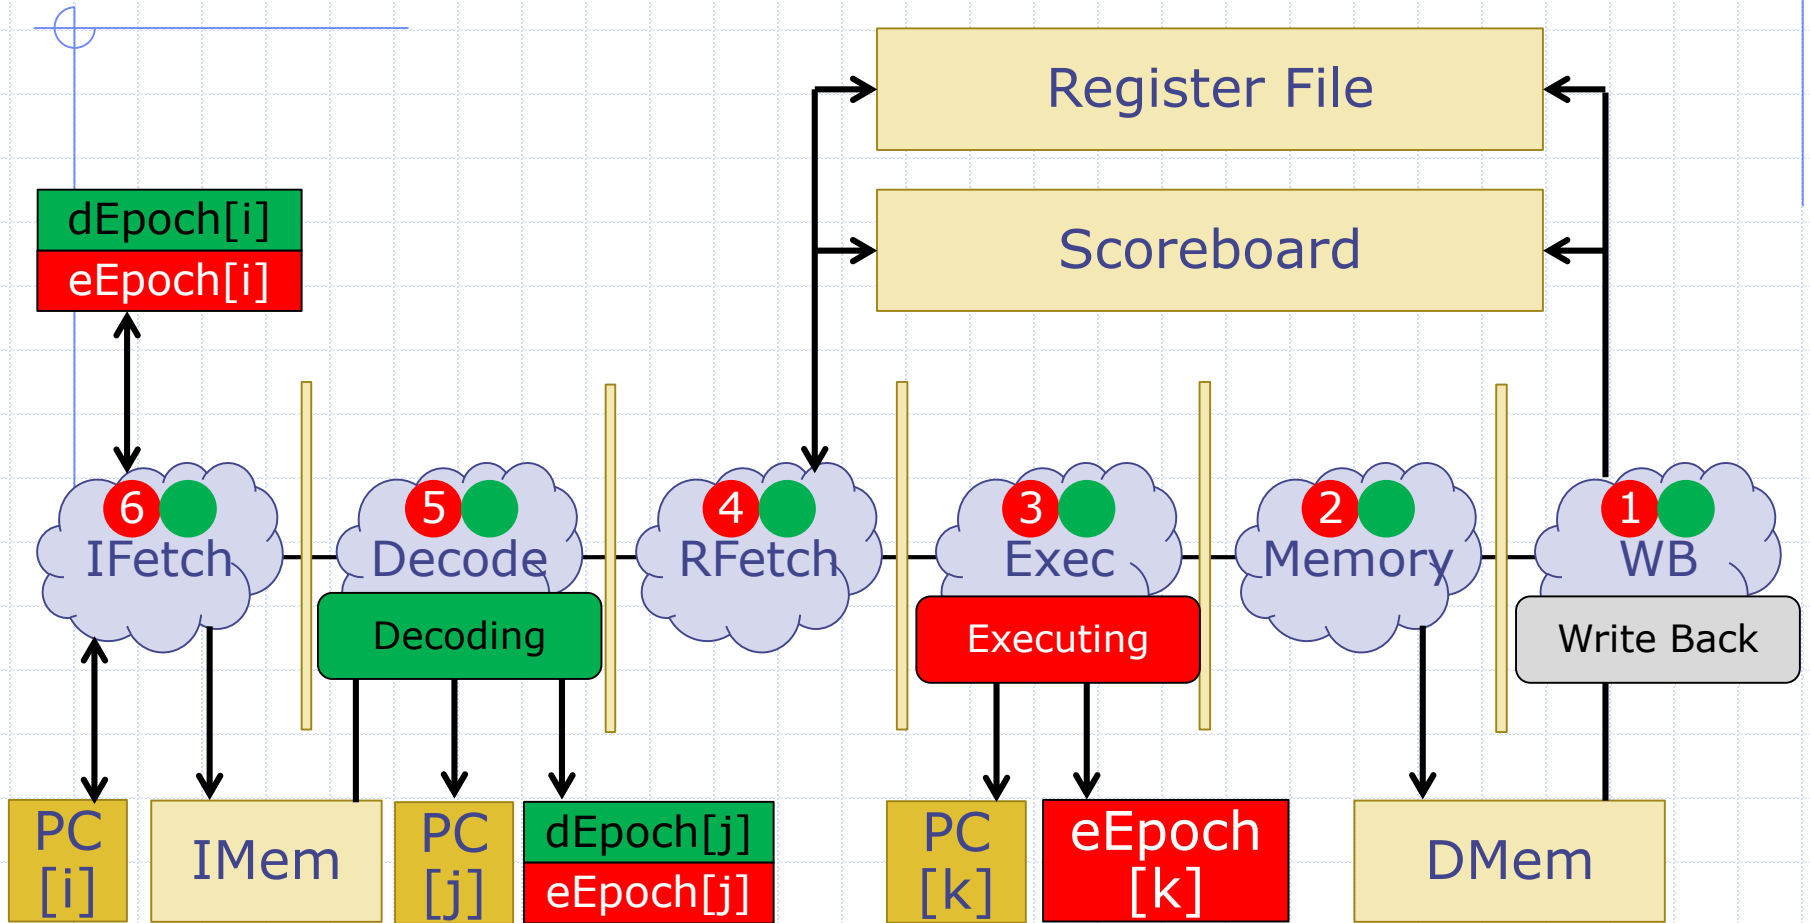 Register File
Scoreboard
dEpoch[i]
eEpoch[i]
6
5
4
3
2
1
IFetch
Decode
RFetch
Exec
Memory
WB
Decoding
Executing
Write Back
PC
[i]
IMem
PC
[j]
dEpoch[j]
eEpoch[j]
PC
[k]
eEpoch
[k]
DMem